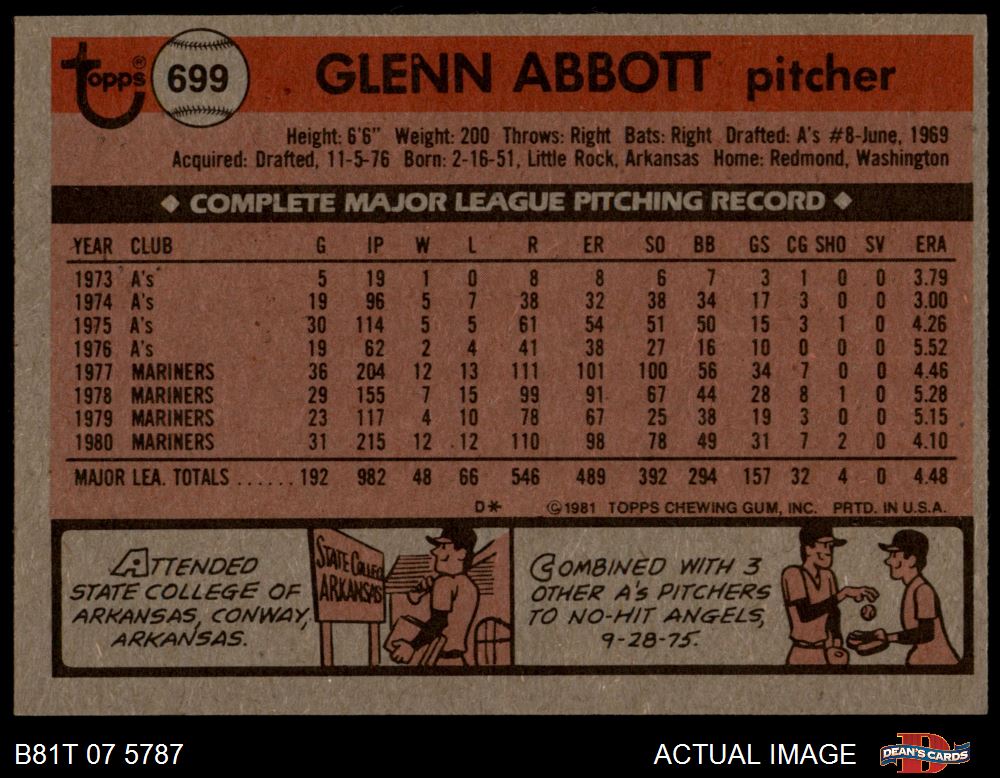 Topps® 699 GLENN ABBOTT pitcher
Height: 6'6" Weight: 200 Throws: Right Bats: Right Drafted: A's #8-June, 1969
Acquired: Drafted, 11-5-76 Born: 2-16-51, Little Rock, Arkansas Home: Redmond, Washington
◆ COMPLETE MAJOR LEAGUE PITCHING RECORD ◆
YEAR CLUB G IP W L R ER SO BB GS CG SHO SV ERA
1973 A's 5 19 1 0 8 8 6 7 3 1 0 0 3.79
1974 A's 19 96 5 7 38 32 38 34 17 3 0 0 3.00
1975 A's 30 114 5 5 61 54 51 50 15 3 1 0 4.26
1976 A's 19 62 2 4 41 38 27 16 10 0 0 0 5.52
1977 MARINERS 36 204 12 13 111 101 100 56 34 7 0 0 4.46
1978 MARINERS 29 155 7 15 99 91 67 44 28 8 1 0 5.28
1979 MARINERS 23 117 4 10 78 67 25 38 19 3 0 0 5.15
1980 MARINERS 31 215 12 12 110 98 78 49 31 7 2 0 4.10
MAJOR LEA. TOTALS ...... 192 982 48 66 546 489 392 294 157 32 4 0 4.48
D* ©1981 TOPPS CHEWING GUM, INC. PRTD. IN U.S.A.
ATTENDED
STATE COLLEGE OF
ARKANSAS, CONWAY,
ARKANSAS.
STATE COLLEG
ARKANSAS
COMBINED WITH 3
OTHER A'S PITCHERS
TO NO-HIT ANGELS,
9-28-75.
B81T 07 5787 ACTUAL IMAGE DEAN'S CARDS